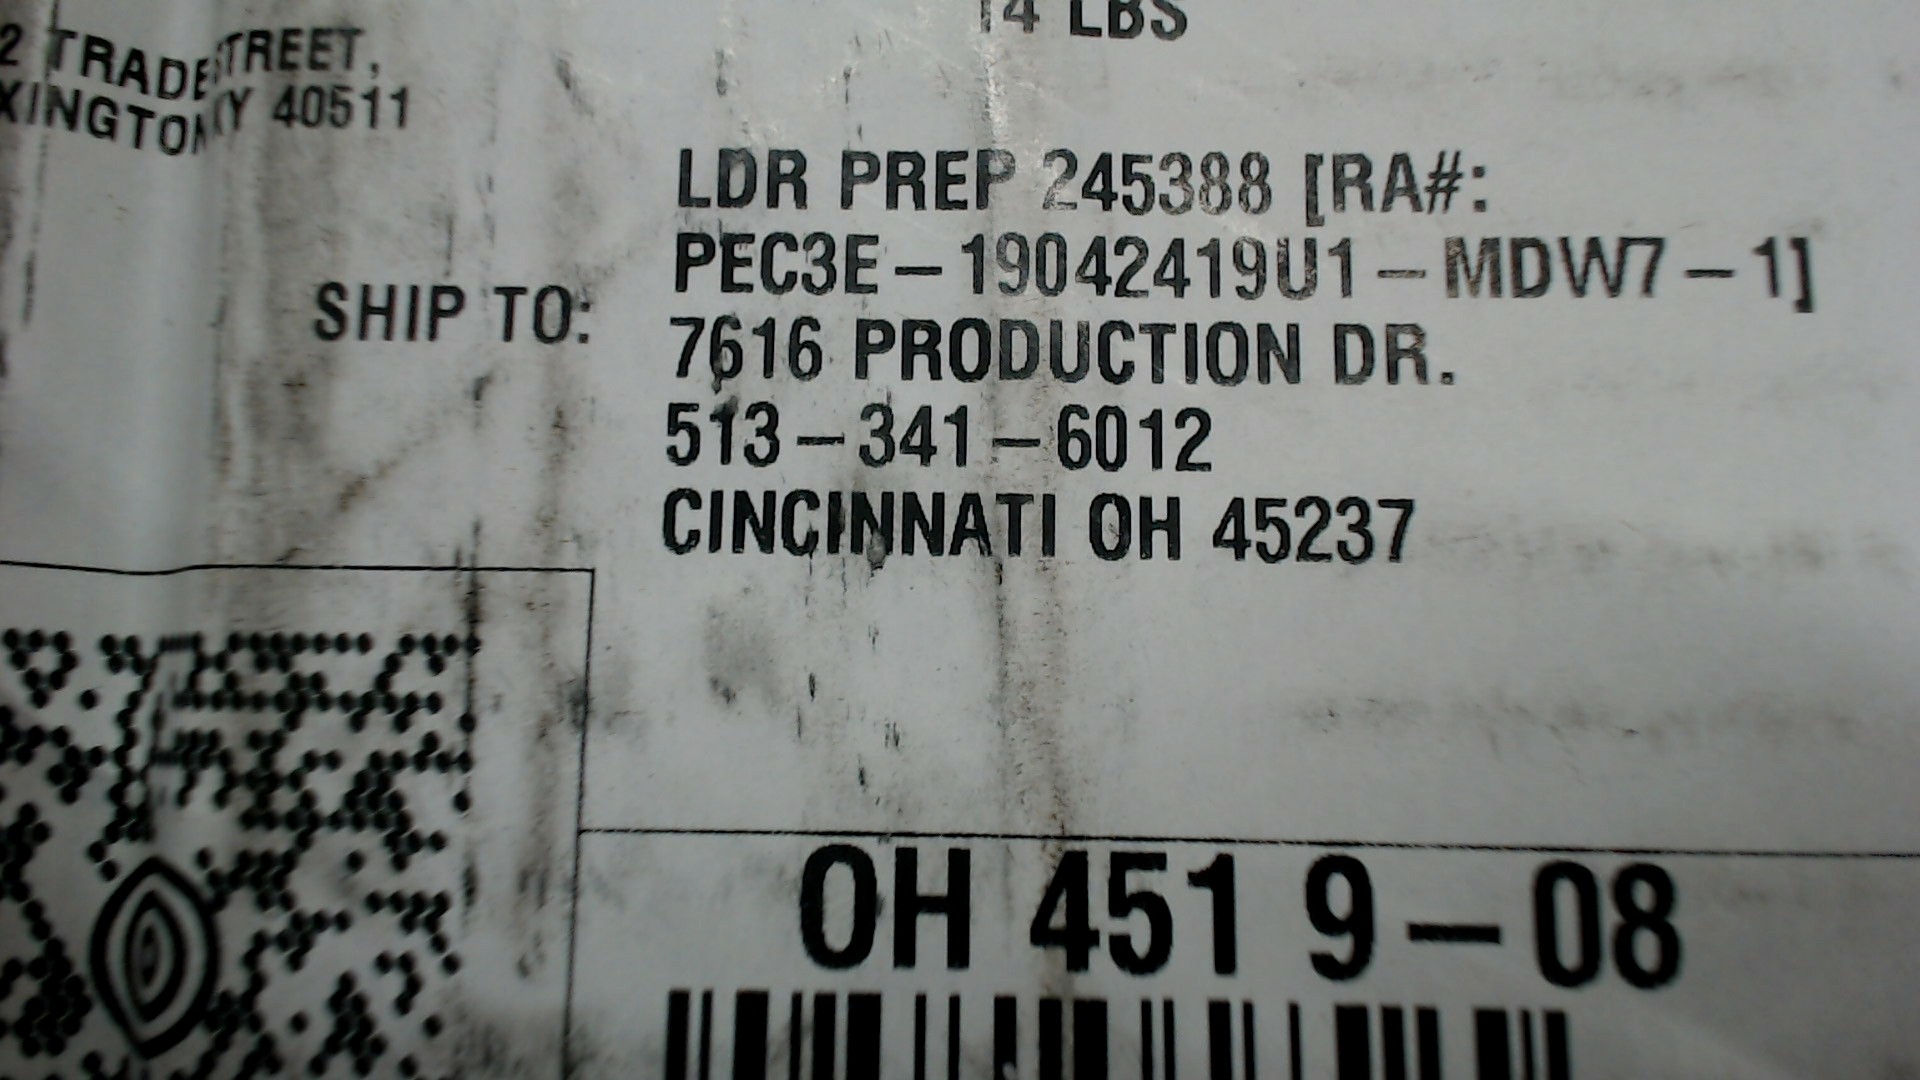 14 LBS
2 TRADE STREET,
XINGTON KY 40511
LDR PREP 245388 [RA#:
PEC3E-19042419U1-MDW7-1]
SHIP TO:
7616 PRODUCTION DR.
513-341-6012
CINCINNATI OH 45237
OH 451 9-08